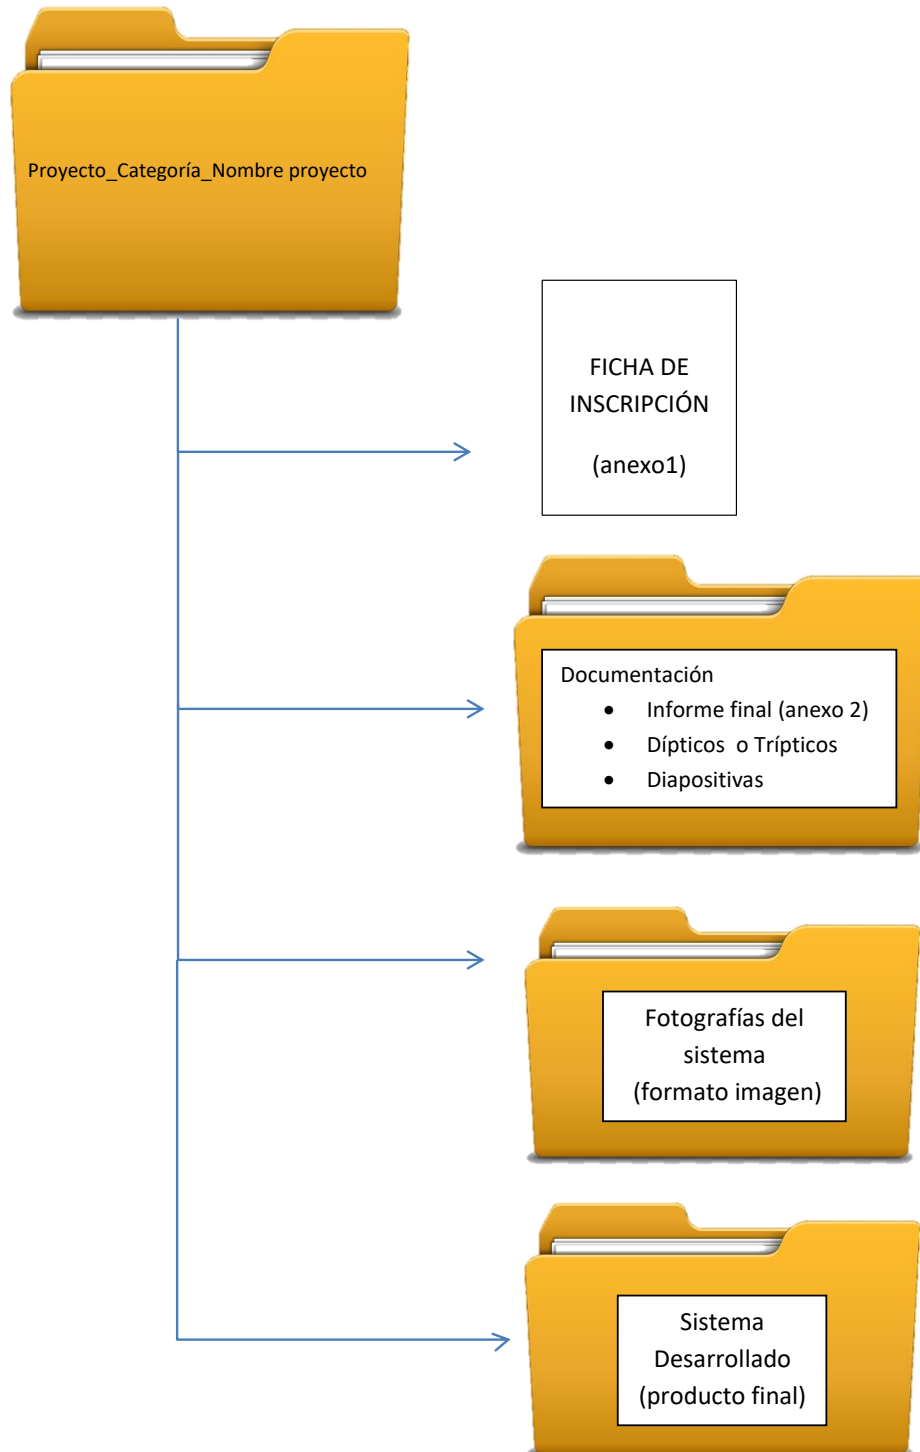 Proyecto_Categoría_Nombre proyecto
FICHA DE
INSCRIPCIÓN
(anexo1)
Documentación
• Informe final (anexo 2)
• Dípticos o Trípticos
• Diapositivas
Fotografías del
sistema
(formato imagen)
Sistema
Desarrollado
(producto final)